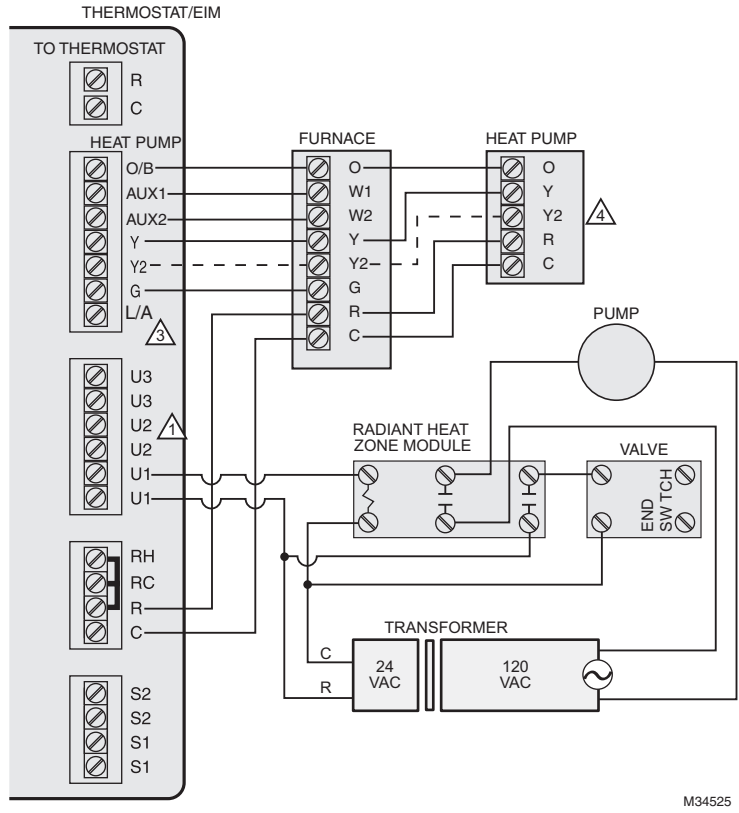 THERMOSTAT/EIM
TO THERMOSTAT
R
C
HEAT PUMP
O/B
AUX1
AUX2
Y
Y2
G
L/A
3
FURNACE
O
W1
W2
Y
Y2
G
R
C
HEAT PUMP
O
Y
Y2
R
C
4
PUMP
U3
U3
U2
U2
U1
U1
1
RADIANT HEAT
ZONE MODULE
VALVE
END
SW TCH
RH
RC
R
C
TRANSFORMER
C
R
24
VAC
120
VAC
S2
S2
S1
S1
M34525